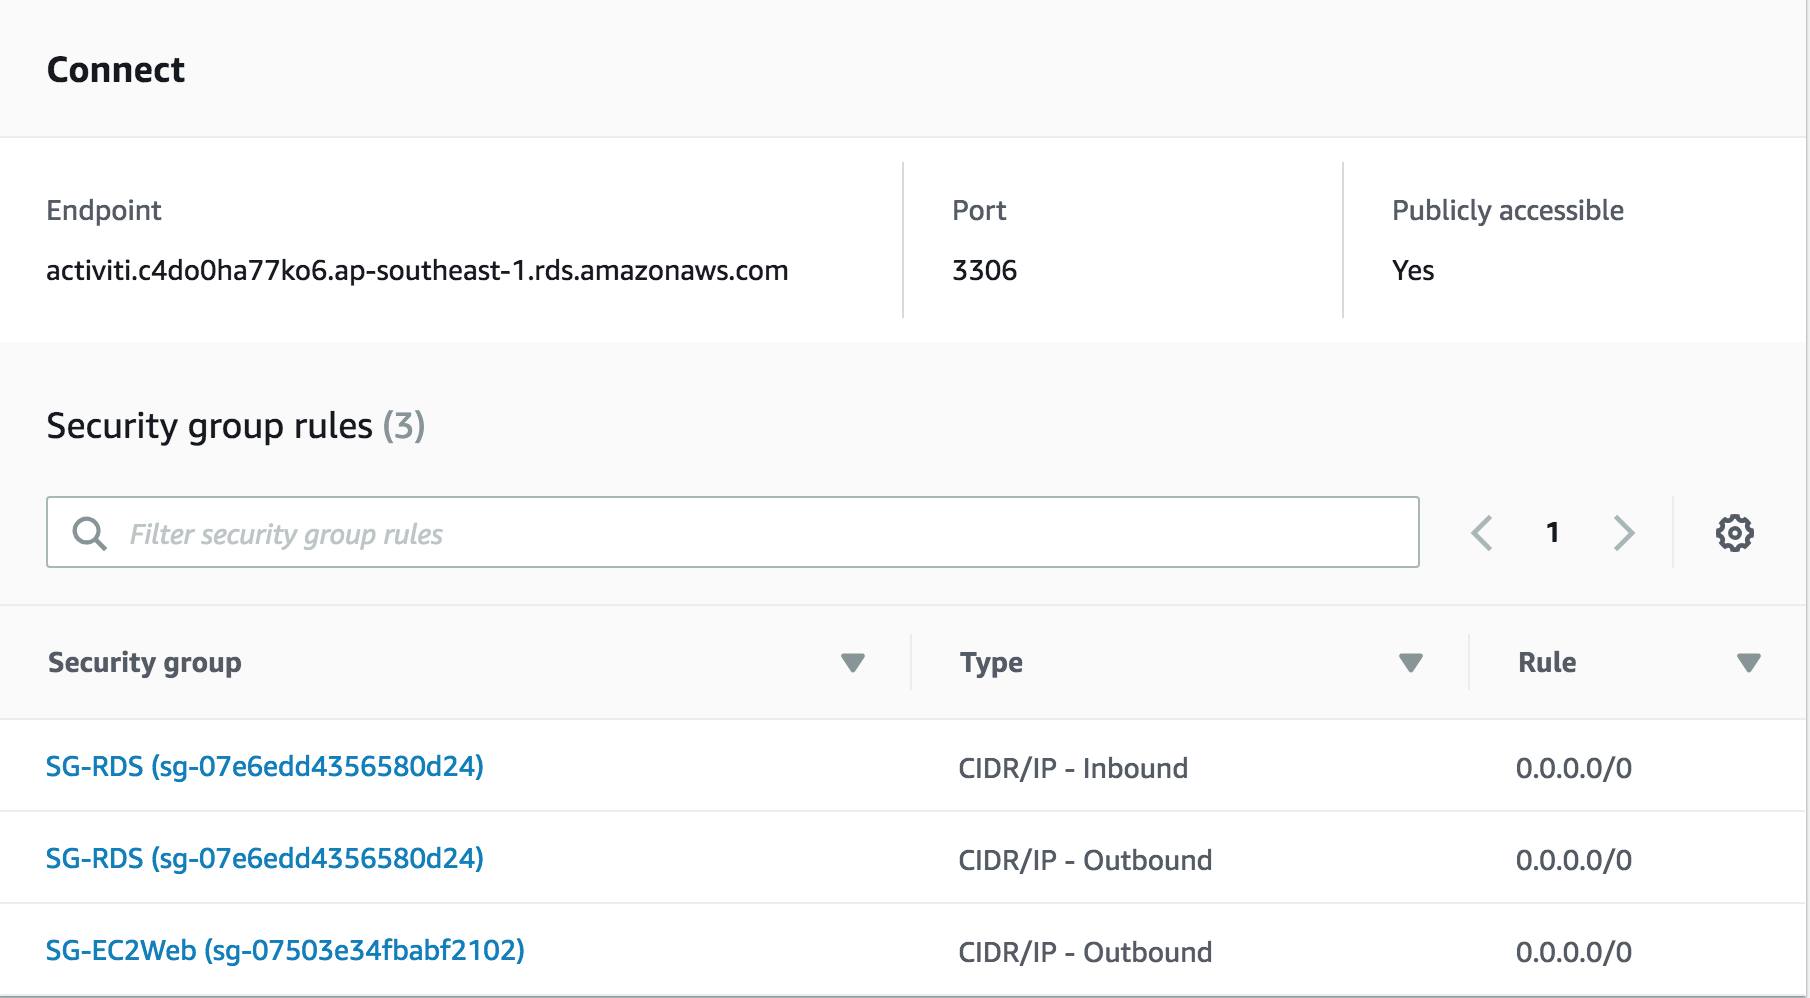 Connect
Endpoint
activiti.c4do0ha77ko6.ap-southeast-1.rds.amazonaws.com
Port
3306
Publicly accessible
Yes
Security group rules (3)
Filter security group rules
1
Security group Type Rule
SG-RDS (sg-07e6edd4356580d24) CIDR/IP - Inbound 0.0.0.0/0
SG-RDS (sg-07e6edd4356580d24) CIDR/IP - Outbound 0.0.0.0/0
SG-EC2Web (sg-07503e34fbabf2102) CIDR/IP - Outbound 0.0.0.0/0